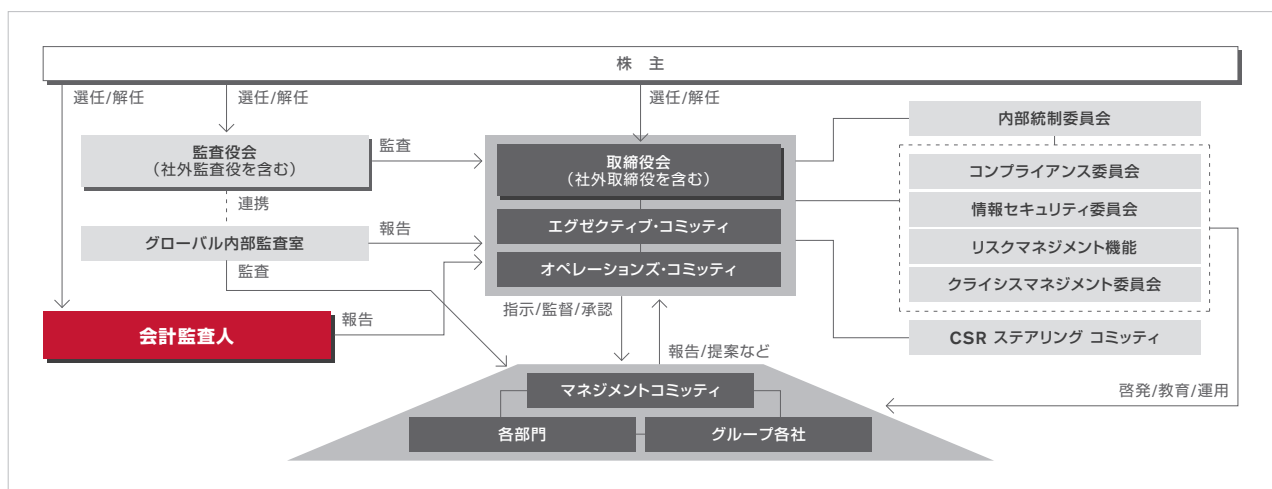 株 主
選任/解任
選任/解任
選任/解任
監査役会
(社外監査役を含む)
監査
取締役会
(社外取締役を含む)
内部統制委員会
コンプライアンス委員会
連携
エグゼクティブ・コミッティ
情報セキュリティ委員会
グローバル内部監査室
報告
オペレーションズ・コミッティ
リスクマネジメント機能
監査
クライシスマネジメント委員会
指示/監督/承認
会計監査人
報告
CSR ステアリング コミッティ
報告/提案など
マネジメントコミッティ
啓発/教育/運用
各部門
グループ各社